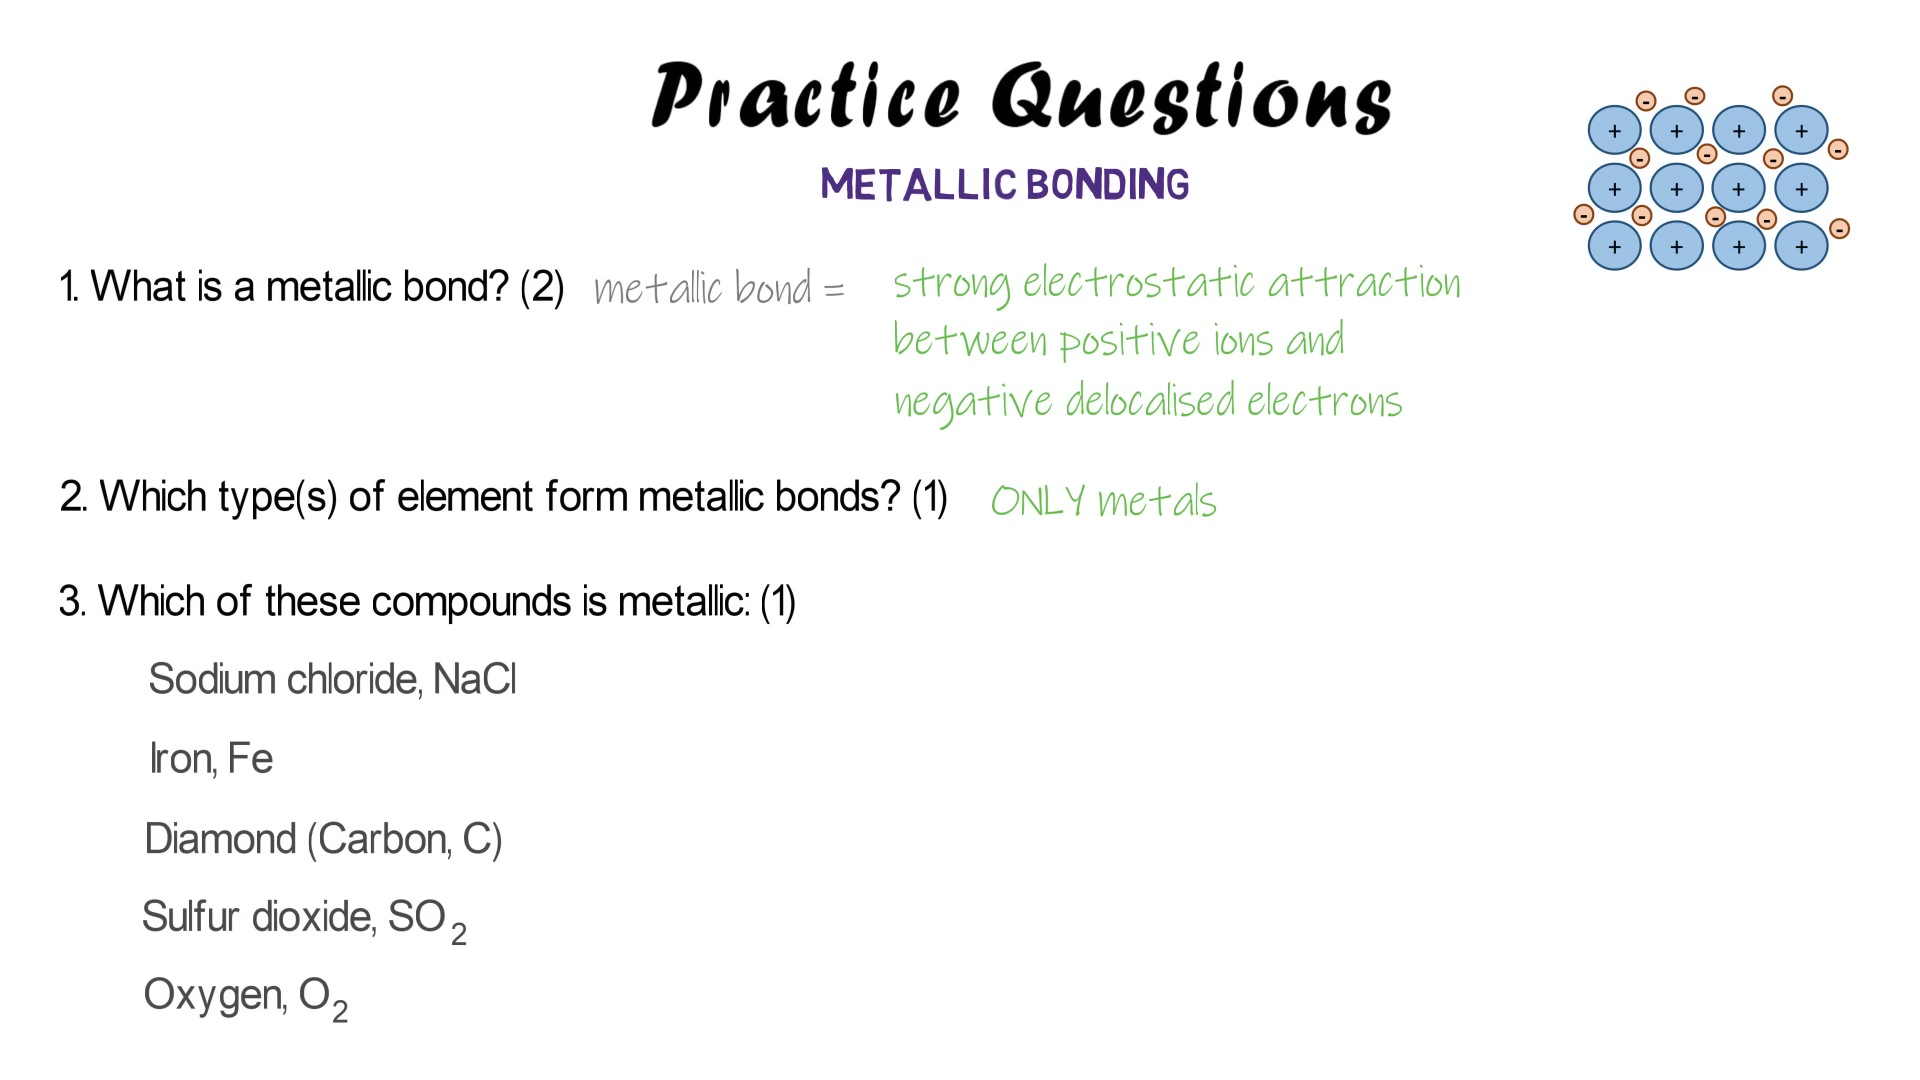 Practice Questions
METALLIC BONDING
1. What is a metallic bond? (2) metallic bond = strong electrostatic attraction
between positive ions and
negative delocalised electrons
2. Which type(s) of element form metallic bonds? (1) ONLY metals
3. Which of these compounds is metallic: (1)
Sodium chloride, NaCl
Iron, Fe
Diamond (Carbon, C)
Sulfur dioxide, SO₂
Oxygen, O₂
- - -
+ + + +
- - - -
+ + + +
- - - - -
+ + + +